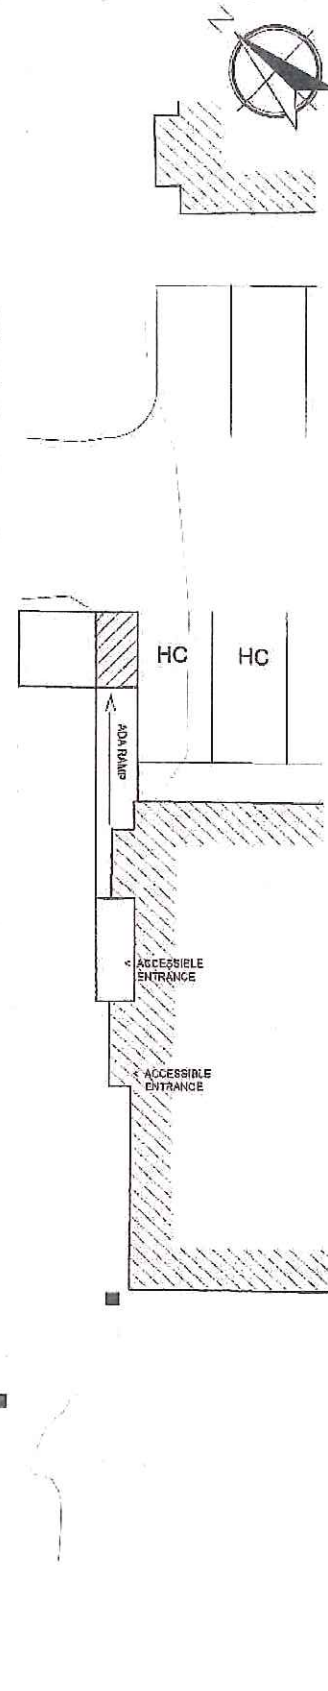 N
HC HC
ADA RAMP
< ACCESSIBLE
ENTRANCE
< ACCESSIBLE
ENTRANCE